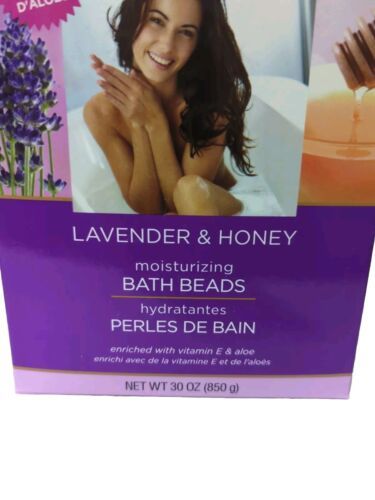 D'ALOÈS
LAVENDER & HONEY
moisturizing
BATH BEADS
hydratantes
PERLES DE BAIN
enriched with vitamin E & aloe
enrichi avec de la vitamine E et de l'aloès
NET WT 30 OZ (850 g)